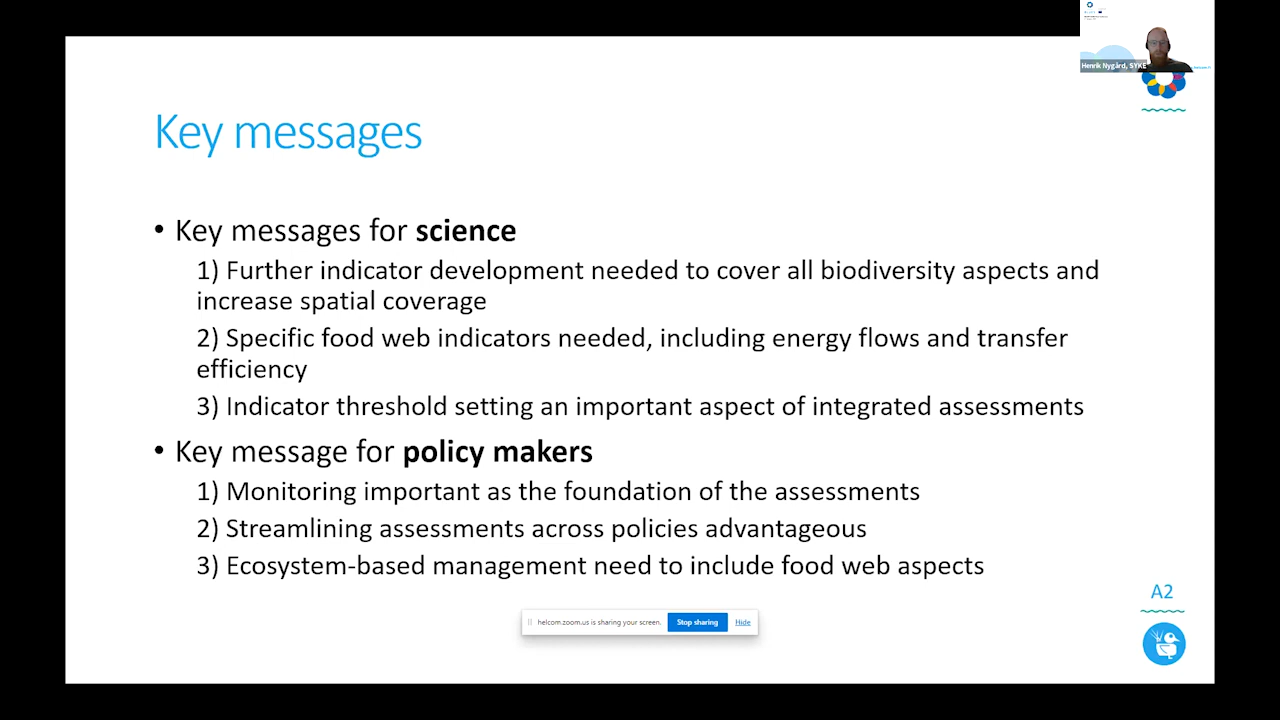 Henrik Nygård, SYKE
Key messages
• Key messages for science
1) Further indicator development needed to cover all biodiversity aspects and
increase spatial coverage
2) Specific food web indicators needed, including energy flows and transfer
efficiency
3) Indicator threshold setting an important aspect of integrated assessments
• Key message for policy makers
1) Monitoring important as the foundation of the assessments
2) Streamlining assessments across policies advantageous
3) Ecosystem-based management need to include food web aspects
A2
helcom.zoom.us is sharing your screen.
Stop sharing
Hide